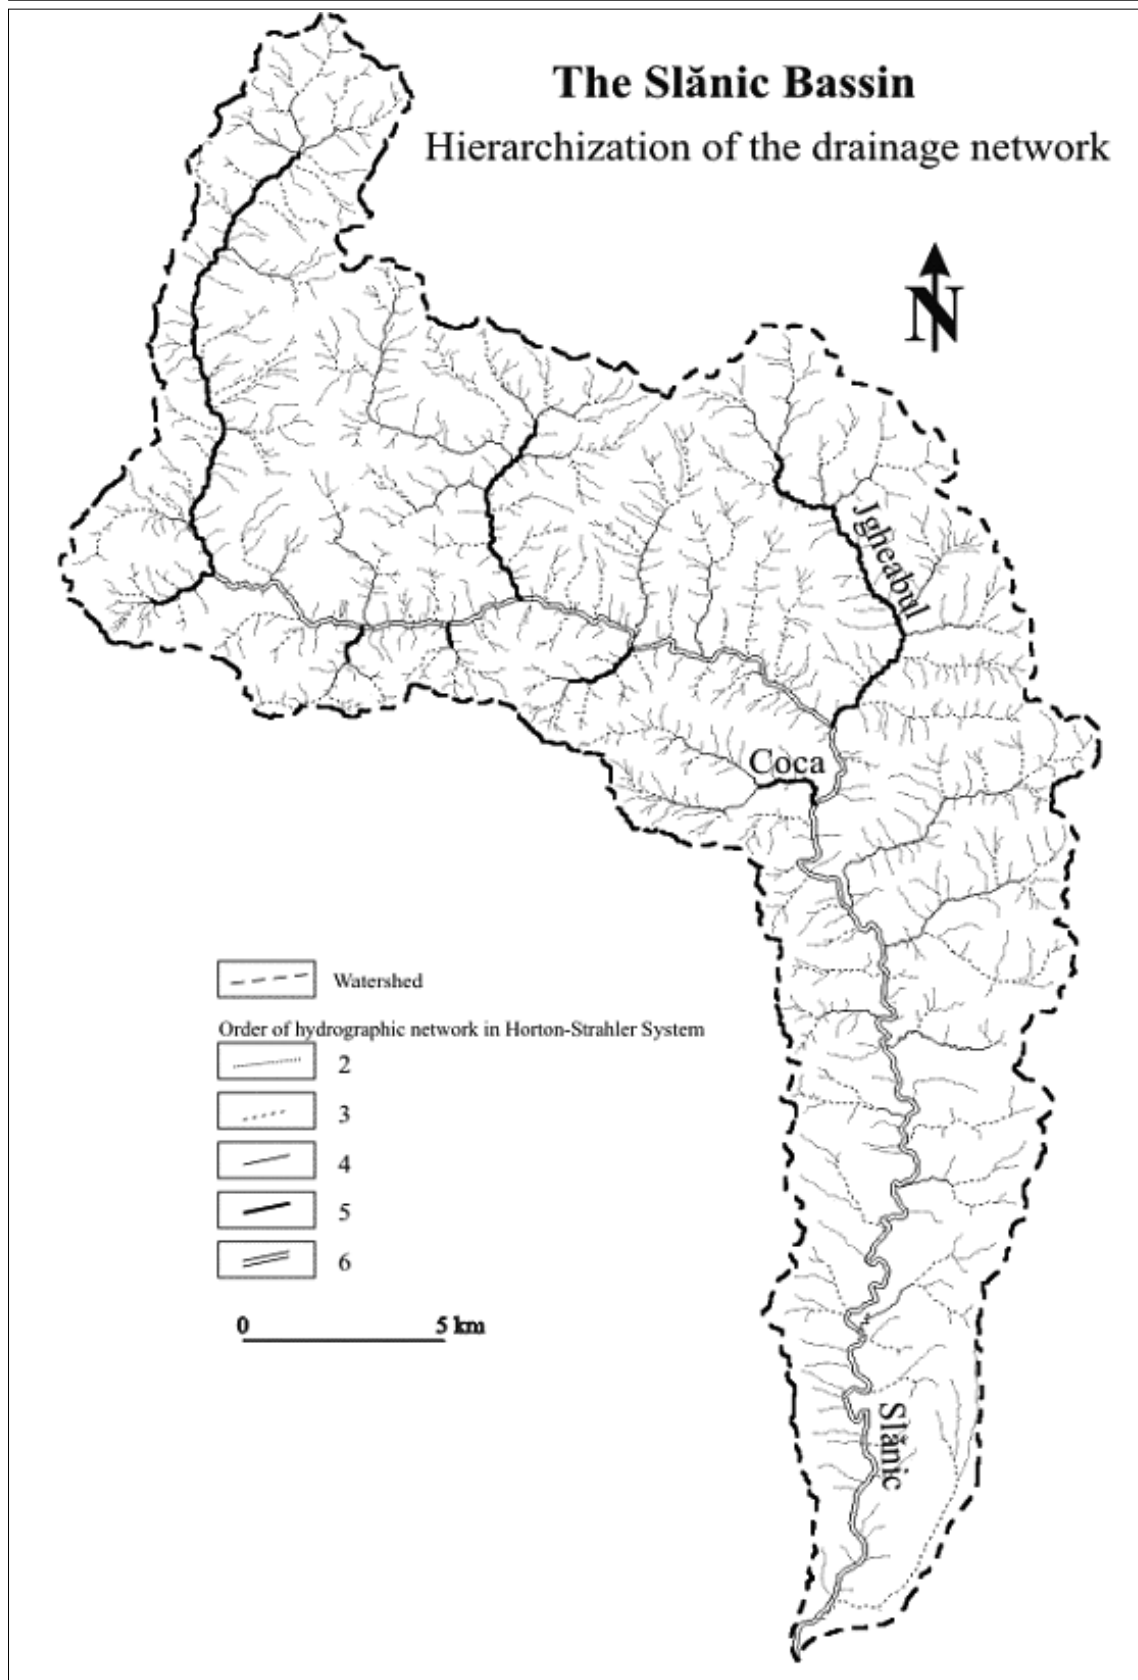 The Slănic Bassin
Hierarchization of the drainage network
N
Jgheabul
Coca
Watershed
Order of hydrographic network in Horton-Strahler System
2
3
4
5
6
0 5 km
Slănic